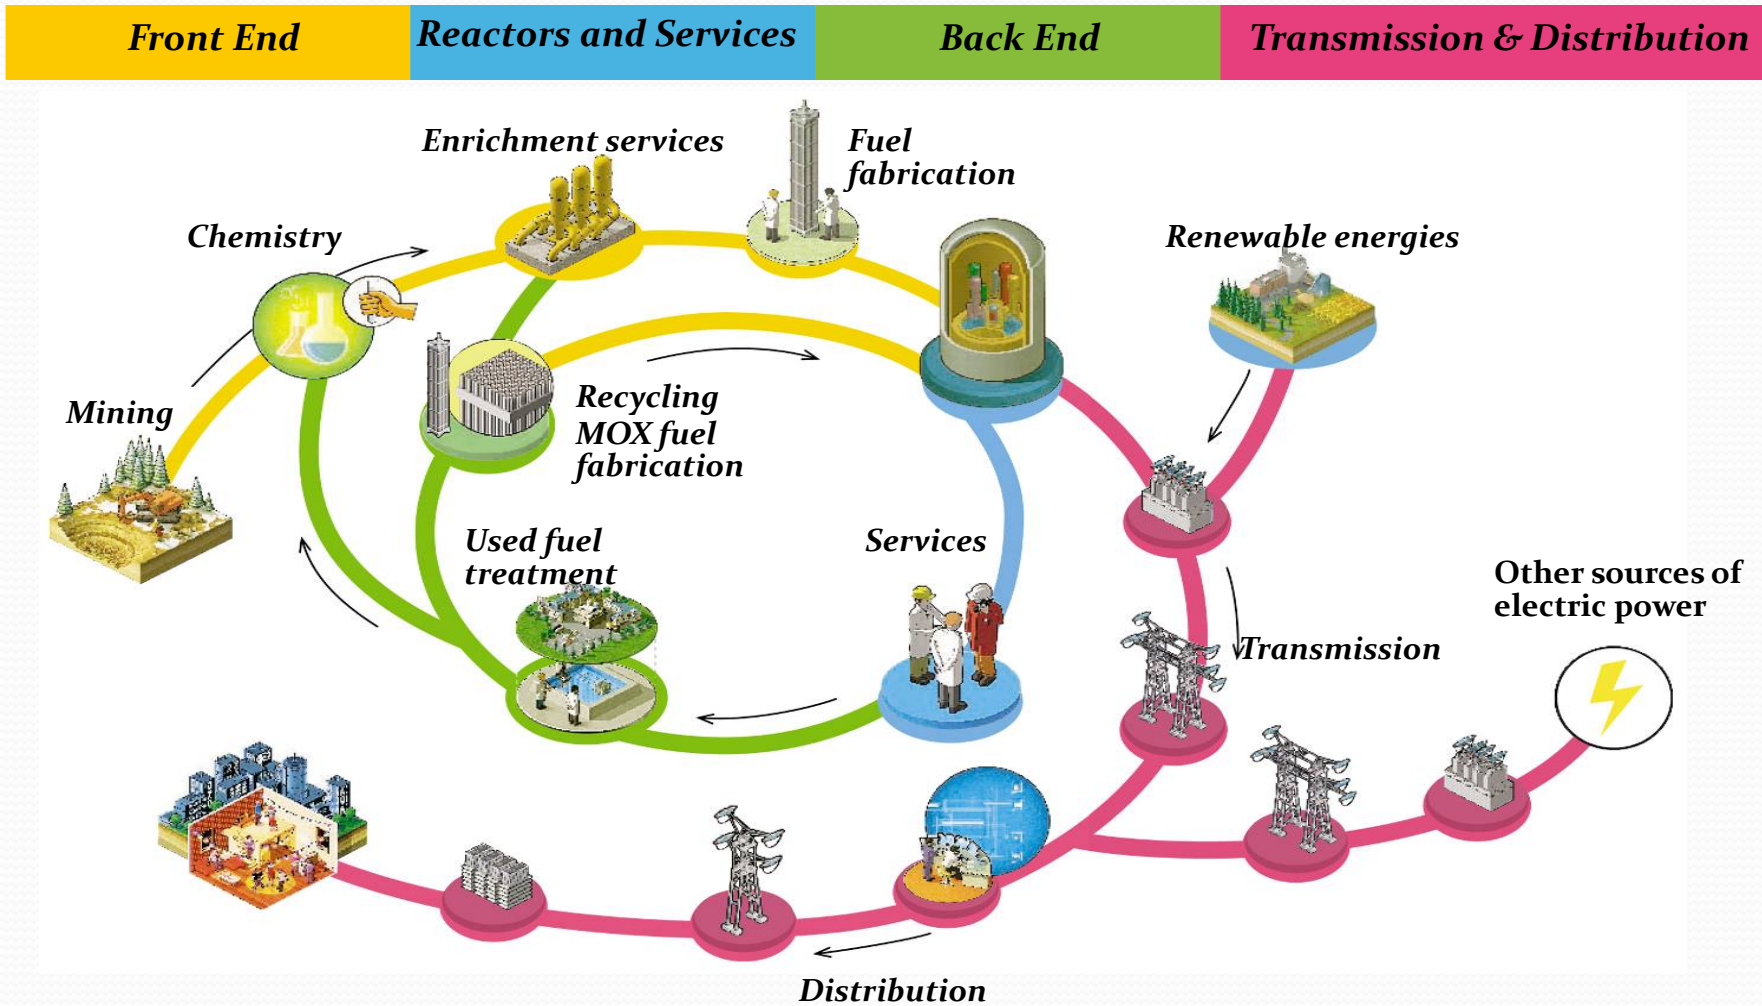 Front End
Reactors and Services
Back End
Transmission & Distribution
Enrichment services
Fuel
fabrication
Chemistry
Renewable energies
Mining
Recycling
MOX fuel
fabrication
Used fuel
treatment
Services
Other sources of
electric power
Transmission
Distribution